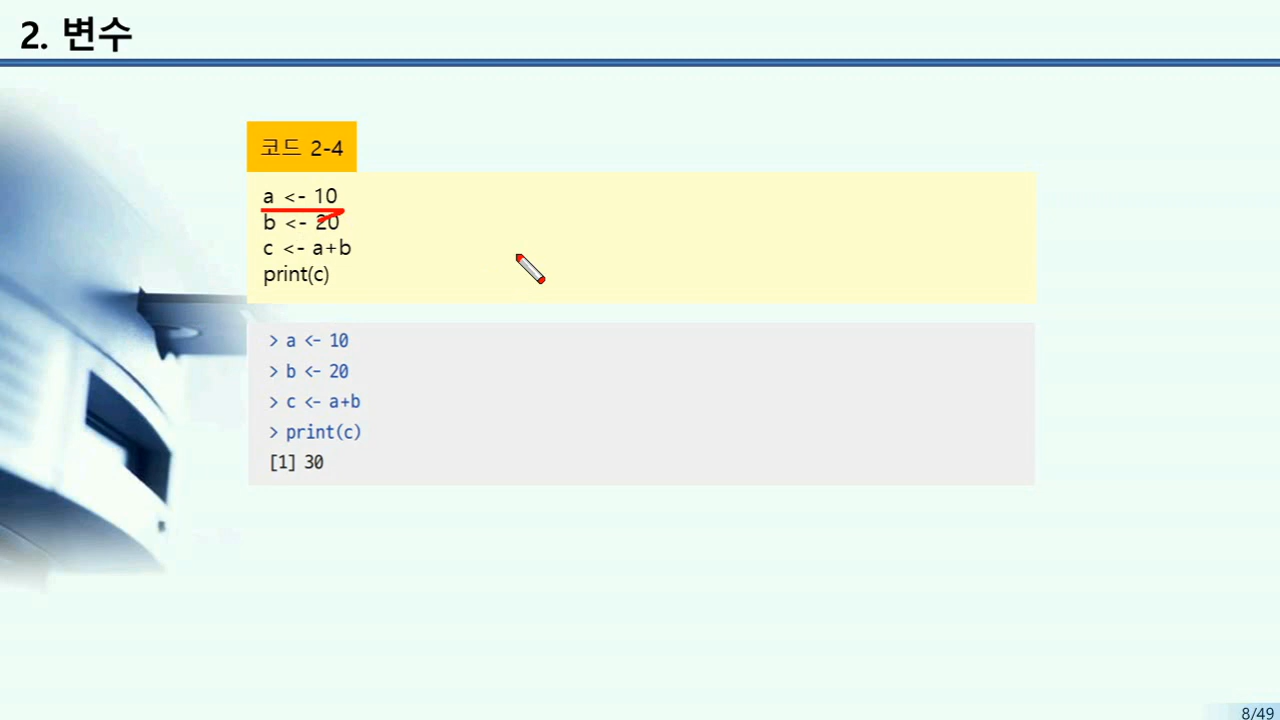 2. 변수
코드 2-4
a <- 10
b <- 20
c <- a+b
print(c)
> a <- 10
> b <- 20
> c <- a+b
> print(c)
[1] 30
8/49